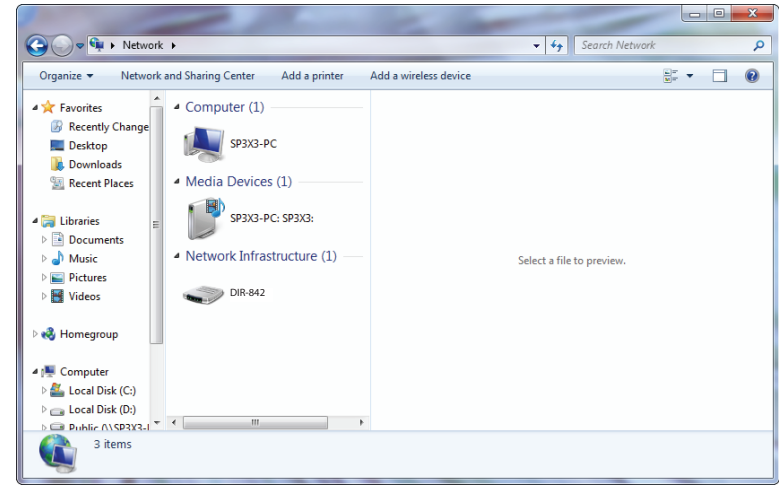 Network
Search Network
Organize
Network and Sharing Center
Add a printer
Add a wireless device
Favorites
Recently Change
Desktop
Downloads
Recent Places
Libraries
Documents
Music
Pictures
Videos
Homegroup
Computer
Local Disk (C:)
Local Disk (D:)
Public (\\SP3X3-
Computer (1)
SP3X3-PC
Media Devices (1)
SP3X3-PC: SP3X3:
Network Infrastructure (1)
DIR-842
Select a file to preview.
3 items